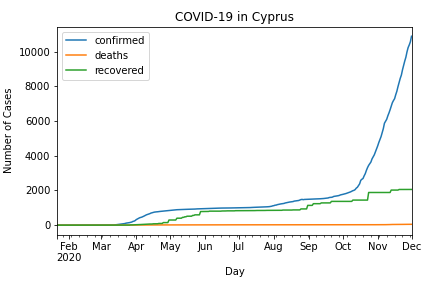 COVID-19 in Cyprus
confirmed
deaths
recovered
Number of Cases
10000
8000
6000
4000
2000
0
Feb Mar Apr May Jun Jul Aug Sep Oct Nov Dec
2020
Day